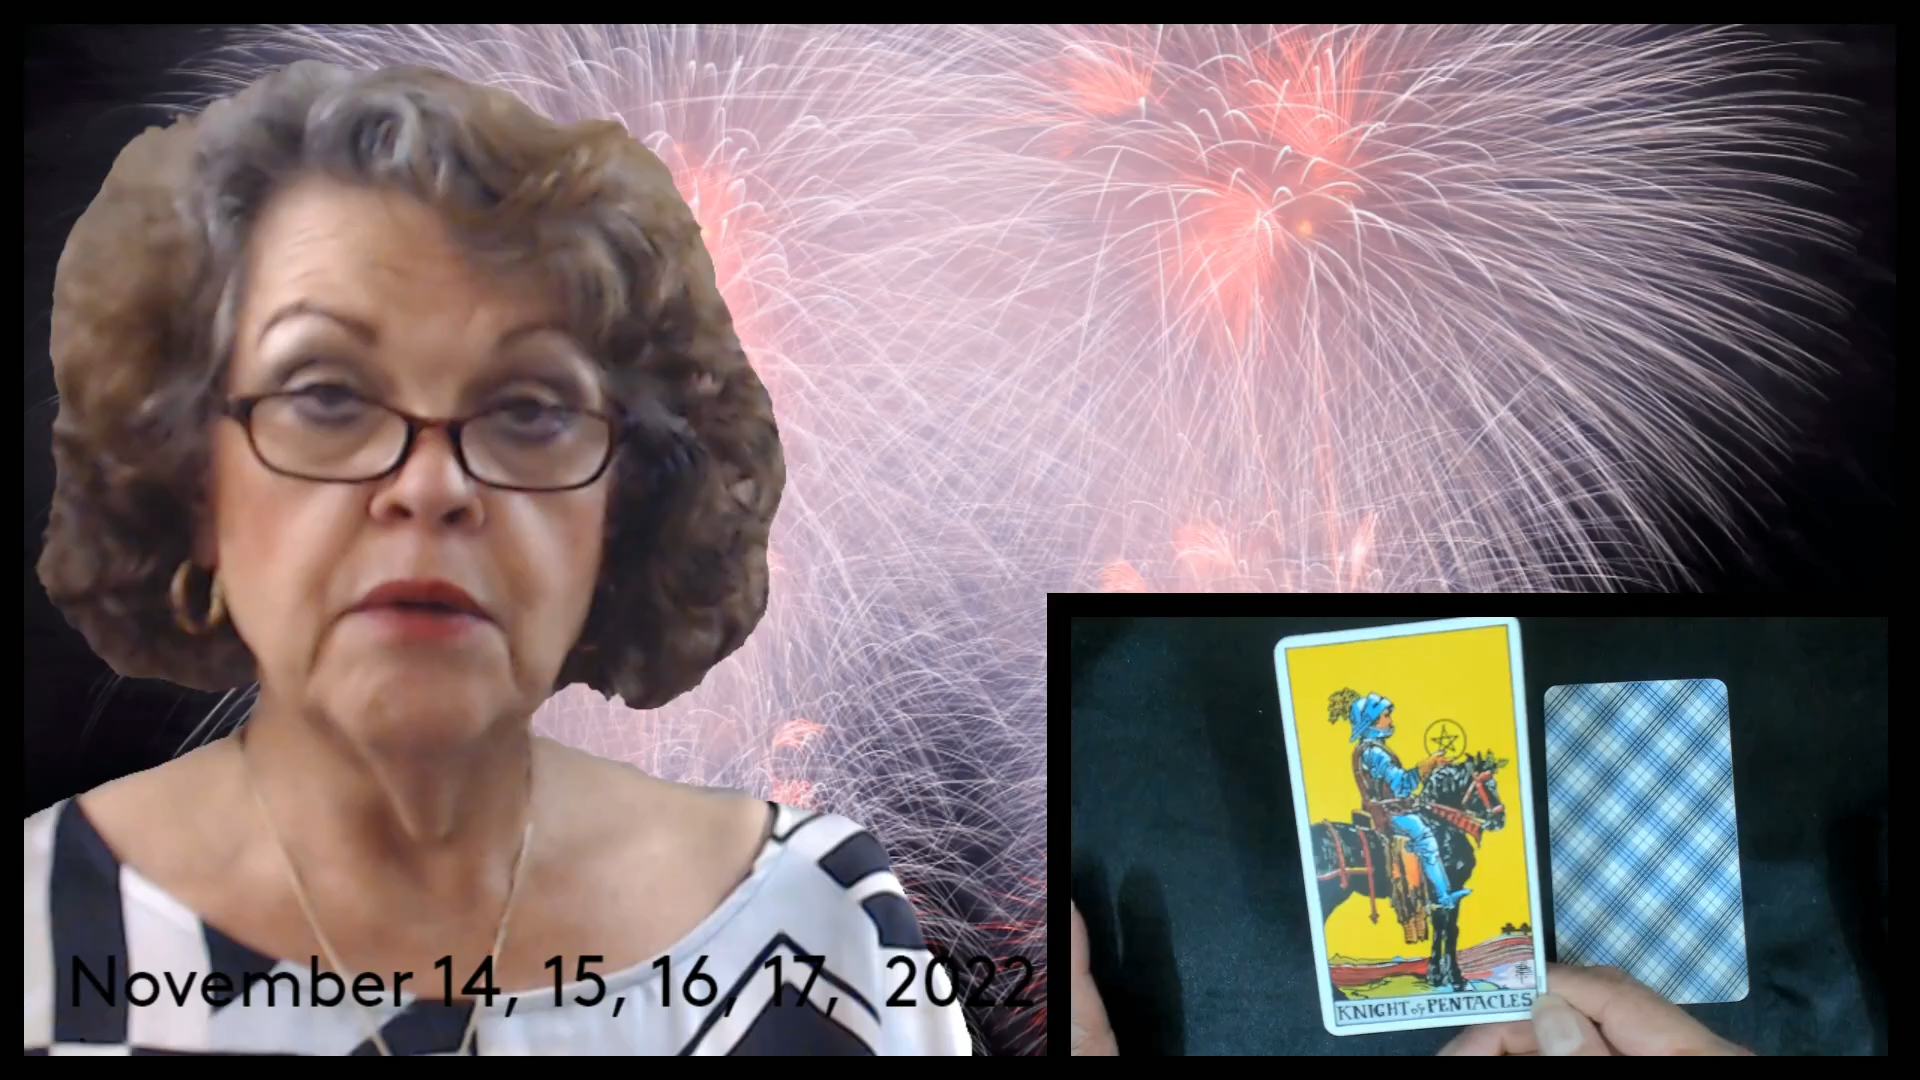 November 14, 15, 16, 17, 2022
KNIGHT of PENTACLES